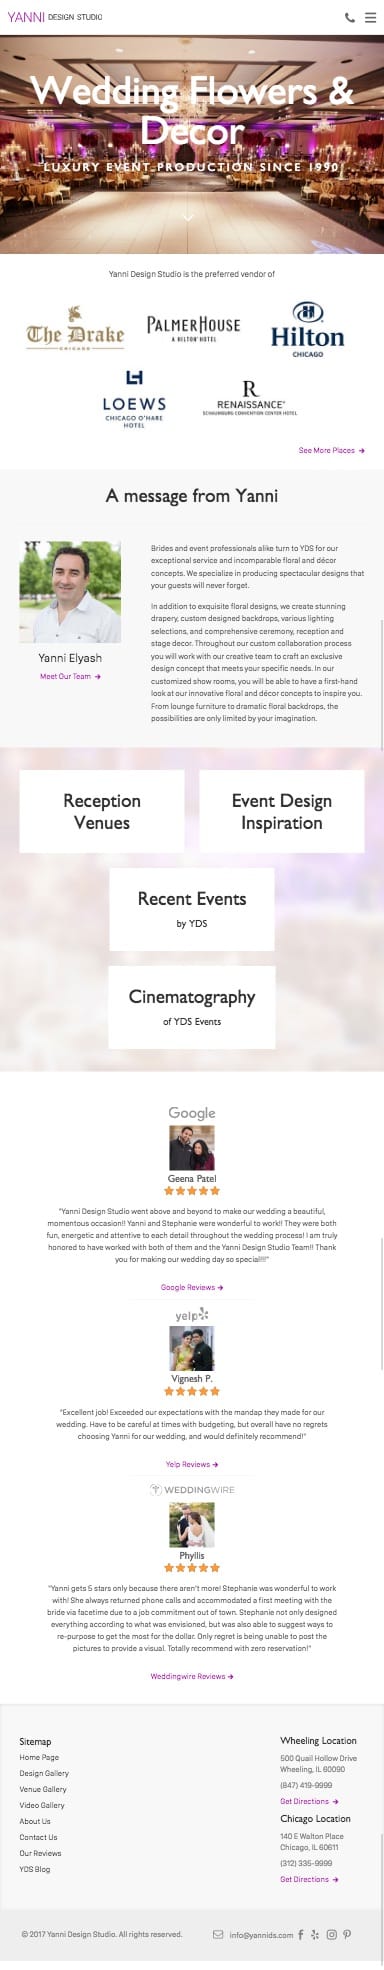 YANNI DESIGN STUDIO
Wedding Flowers &
Decor
LUXURY EVENT PRODUCTION SINCE 1990
Yanni Design Studio is the preferred vendor of
The Drake
CHICAGO
PALMER HOUSE
A HILTON HOTEL
Hilton
CHICAGO
LOEWS
CHICAGO O'HARE
HOTEL
R
RENAISSANCE
SCHAUMBURG CONVENTION CENTER HOTEL
See More Places →
A message from Yanni
Brides and event professionals alike turn to YDS for our
exceptional service and incomparable floral and décor
concepts. We specialize in producing spectacular designs that
your guests will never forget.
In addition to exquisite floral designs, we create stunning
drapery, custom designed backdrops, various lighting
selections, and comprehensive ceremony, reception and
stage decor. Throughout our custom collaboration process
you will work with our creative team to craft an exclusive
design concept that meets your specific needs. In our
customized show rooms, you will be able to have a first-hand
look at our innovative floral and décor concepts to inspire you.
From lounge furniture to dramatic floral backdrops, the
possibilities are only limited by your imagination.
Yanni Elyash
Meet Our Team →
Reception
Venues
Event Design
Inspiration
Recent Events
by YDS
Cinematography
of YDS Events
Google
Geena Patel
"Yanni Design Studio went above and beyond to make our wedding a beautiful,
momentous occasion!! Yanni and Stephanie were wonderful to work!! They were both
fun, energetic and attentive to each detail throughout the wedding process! I am truly
honored to have worked with both of them and the Yanni Design Studio Team!! Thank
you for making our wedding day so special!!!"
Google Reviews →
yelp
Vignesh P.
"Excellent job! Exceeded our expectations with the mandap they made for our
wedding. Have to be careful at times with budgeting, but overall have no regrets
choosing Yanni for our wedding, and would definitely recommend!"
Yelp Reviews →
WEDDINGWIRE
Phyllis
"Yanni gets 5 stars only because there aren't more! Stephanie was wonderful to work
with! She always returned phone calls and accommodated a first meeting with the
bride via facetime due to a job commitment out of town. Stephanie not only designed
everything according to what was envisioned, but was also able to suggest ways to
re-purpose to get the most for the dollar. Only regret is being unable to post the
pictures to provide a visual. Totally recommend with zero reservation!"
Weddingwire Reviews →
Sitemap
Home Page
Design Gallery
Venue Gallery
Video Gallery
About Us
Contact Us
Our Reviews
YDS Blog
Wheeling Location
500 Quail Hollow Drive
Wheeling, IL 60090
(847) 419-9999
Get Directions →
Chicago Location
140 E Walton Place
Chicago, IL 60611
(312) 335-9999
Get Directions →
© 2017 Yanni Design Studio. All rights reserved.
info@yannids.com